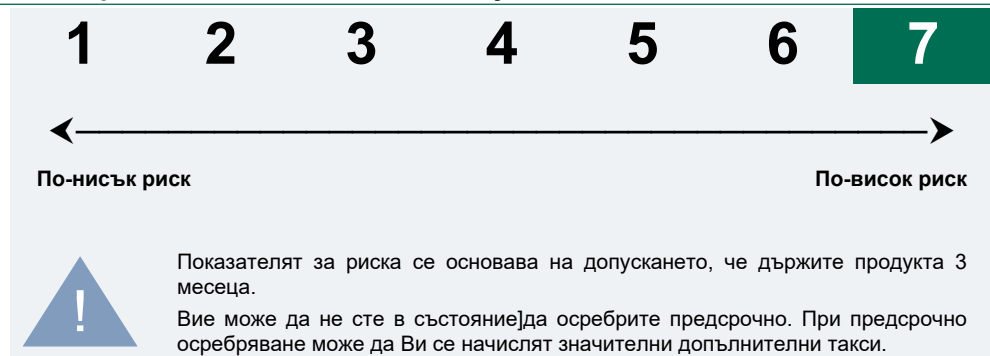 1 2 3 4 5 6 7
По-нисък риск По-висок риск
! Показателят за риска се основава на допускането, че държите продукта 3
месеца.
Вие може да не сте в състояние]да осребрите предсрочно. При предсрочно
осребряване може да Ви се начислят значителни допълнителни такси.